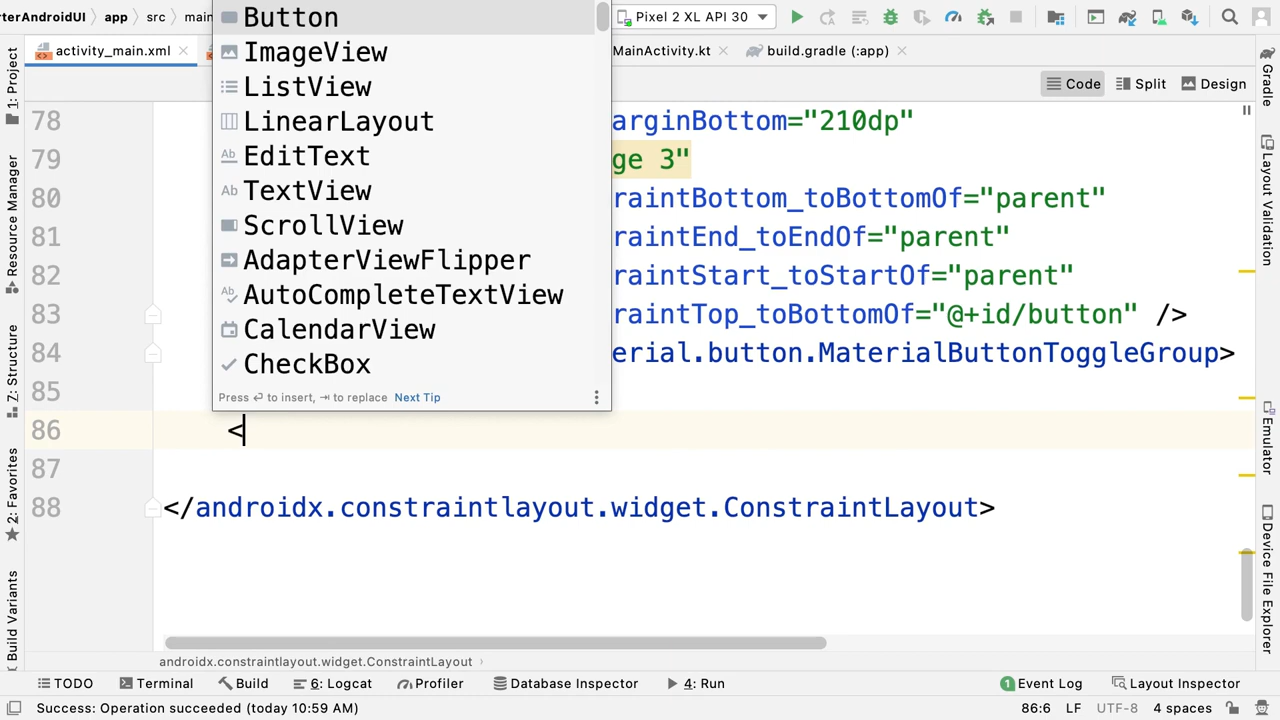 rterAndroidUI
app
src
main
Pixel 2 XL API 30
activity_main.xml
MainActivity.kt
build.gradle (:app)
Code
Split
Design
Button
ImageView
ListView
LinearLayout
EditText
TextView
ScrollView
AdapterViewFlipper
AutoCompleteTextView
CalendarView
CheckBox
Press ⏎ to insert, ⇥ to replace Next Tip
78 arginBottom="210dp"
79 ge 3"
80 raintBottom_toBottomOf="parent"
81 raintEnd_toEndOf="parent"
82 raintStart_toStartOf="parent"
83 raintTop_toBottomOf="@+id/button" />
84 erial.button.MaterialButtonToggleGroup>
85
86 <
87
88 </androidx.constraintlayout.widget.ConstraintLayout>
androidx.constraintlayout.widget.ConstraintLayout
1: Project
Resource Manager
Z: Structure
2: Favorites
Build Variants
Gradle
Layout Validation
Emulator
Device File Explorer
TODO
Terminal
Build
6: Logcat
Profiler
Database Inspector
4: Run
1 Event Log
Layout Inspector
Success: Operation succeeded (today 10:59 AM)
86:6
LF
UTF-8
4 spaces